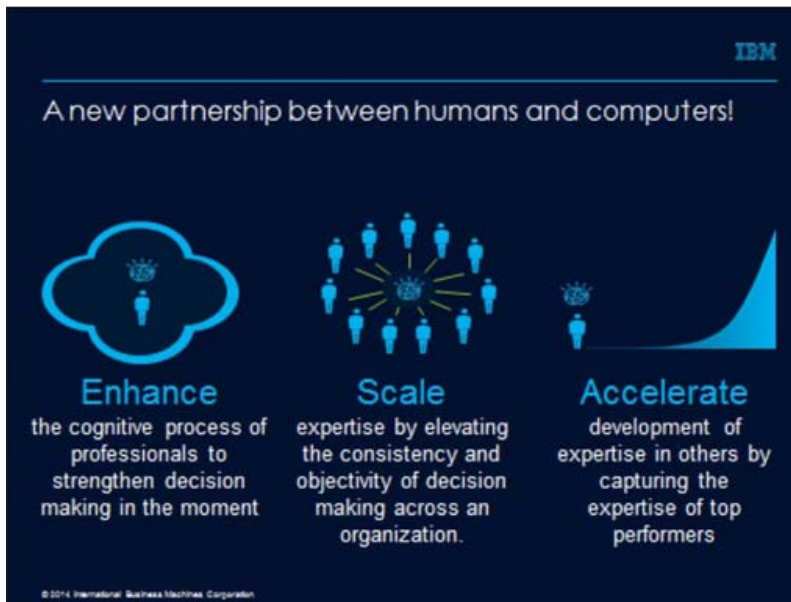 IBM
A new partnership between humans and computers!
Enhance
the cognitive process of
professionals to
strengthen decision
making in the moment
Scale
expertise by elevating
the consistency and
objectivity of decision
making across an
organization.
Accelerate
development of
expertise in others by
capturing the
expertise of top
performers
© 2014 International Business Machines Corporation